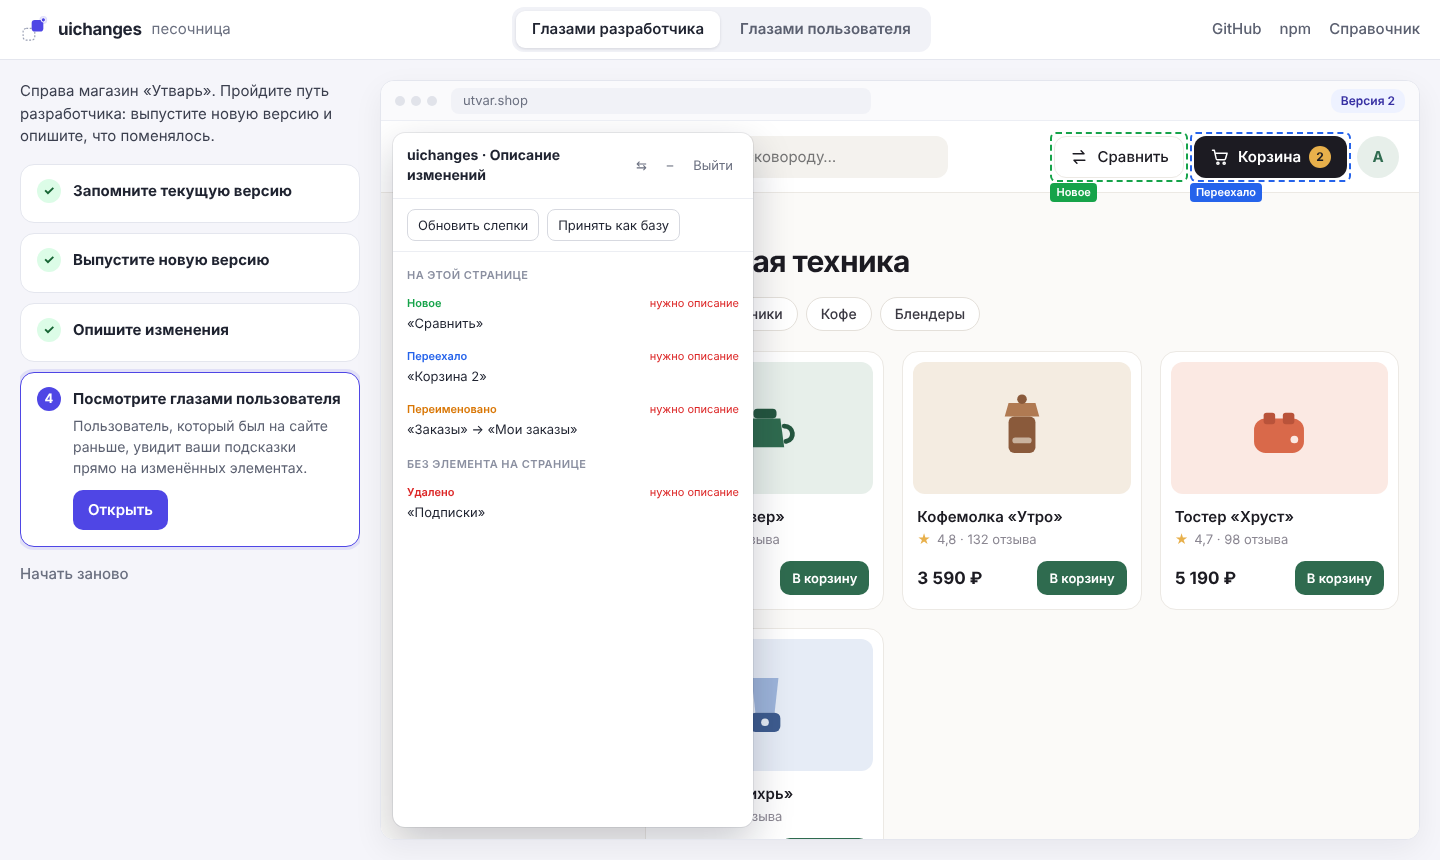 uichanges песочница
Глазами разработчика
Глазами пользователя
GitHub
npm
Справочник
Справа магазин «Утварь». Пройдите путь
разработчика: выпустите новую версию и
опишите, что поменялось.
Запомните текущую версию
Выпустите новую версию
Опишите изменения
4
Посмотрите глазами пользователя
Пользователь, который был на сайте
раньше, увидит ваши подсказки
прямо на изменённых элементах.
Открыть
Начать заново
utvar.shop
Версия 2
uichanges · Описание
изменений
⇆
–
Выйти
Обновить слепки
Принять как базу
НА ЭТОЙ СТРАНИЦЕ
Новое
нужно описание
«Сравнить»
Переехало
нужно описание
«Корзина 2»
Переименовано
нужно описание
«Заказы» → «Мои заказы»
БЕЗ ЭЛЕМЕНТА НА СТРАНИЦЕ
Удалено
нужно описание
«Подписки»
ковороду...
Сравнить
Корзина 2
А
Новое
Переехало
ая техника
ники
Кофе
Блендеры
вер»
зыва
В корзину
Кофемолка «Утро»
★ 4,8 · 132 отзыва
3 590 ₽
В корзину
Тостер «Хруст»
★ 4,7 · 98 отзыва
5 190 ₽
В корзину
ихрь»
зыва